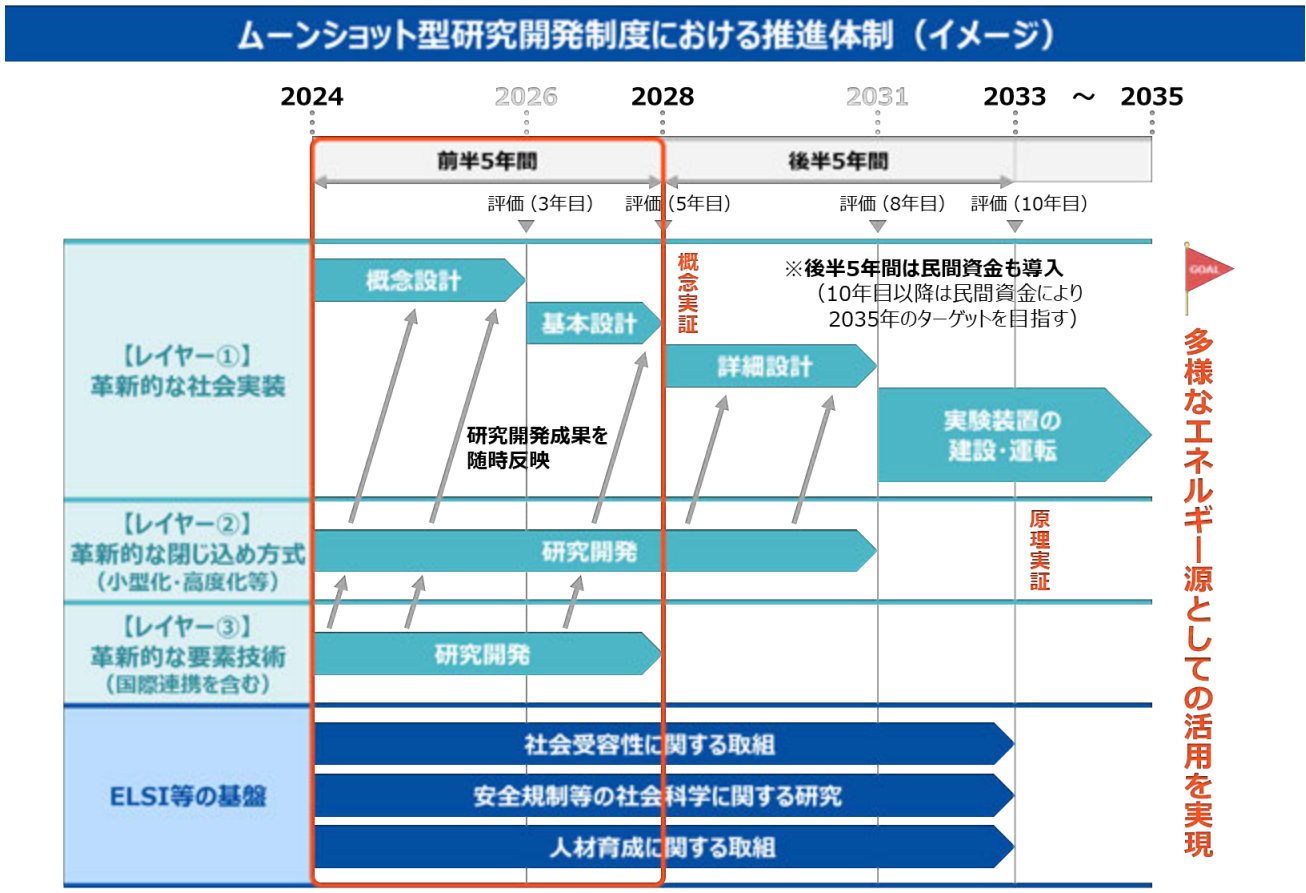 ムーンショット型研究開発制度における推進体制（イメージ）
2024
2026
2028
2031
2033 ～ 2035
前半5年間
後半5年間
評価 (3年目)
評価 (5年目)
評価 (8年目)
評価 (10年目)
【レイヤー①】
革新的な社会実装
概念設計
基本設計
概念実証
※後半5年間は民間資金も導入
（10年目以降は民間資金により
2035年のターゲットを目指す）
詳細設計
実験装置の
建設・運転
研究開発成果を
随時反映
【レイヤー②】
革新的な閉じ込め方式
（小型化・高度化等）
研究開発
原理実証
【レイヤー③】
革新的な要素技術
（国際連携を含む）
研究開発
ELSI等の基盤
社会受容性に関する取組
安全規制等の社会科学に関する研究
人材育成に関する取組
GOAL
多様なエネルギー源としての活用を実現